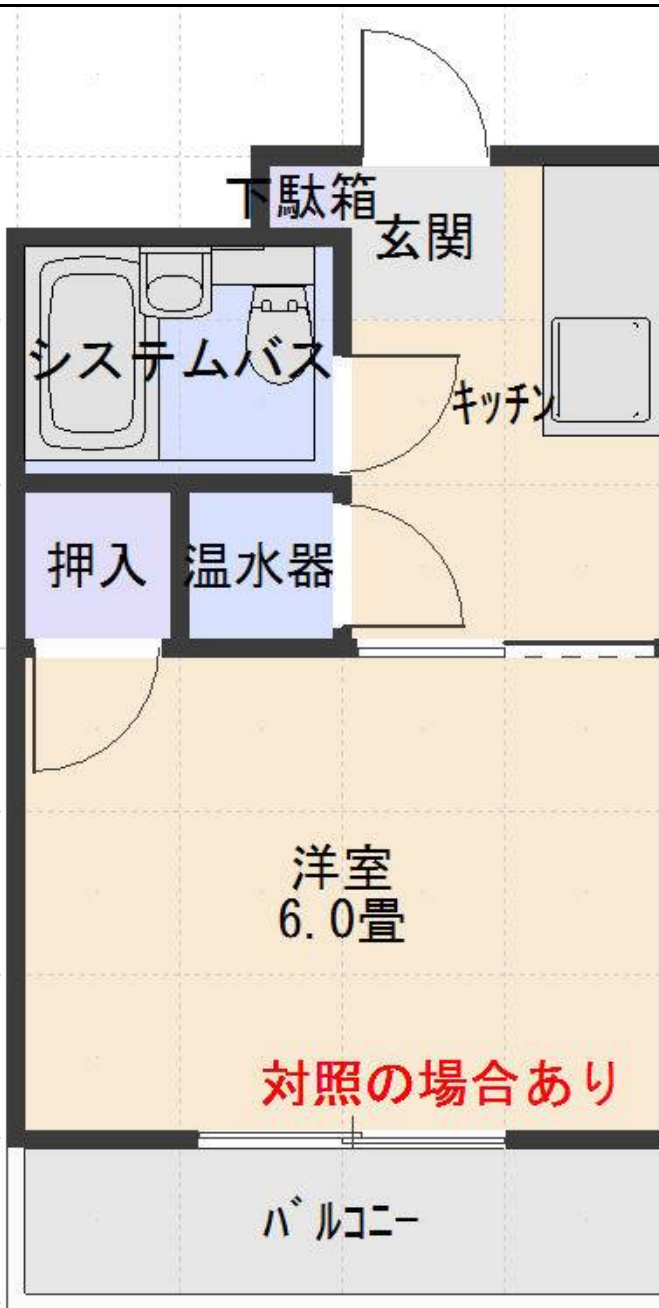 下駄箱
玄関
システムバス
キッチン
押入
温水器
洋室
6.0畳
対照の場合あり
バルコニー